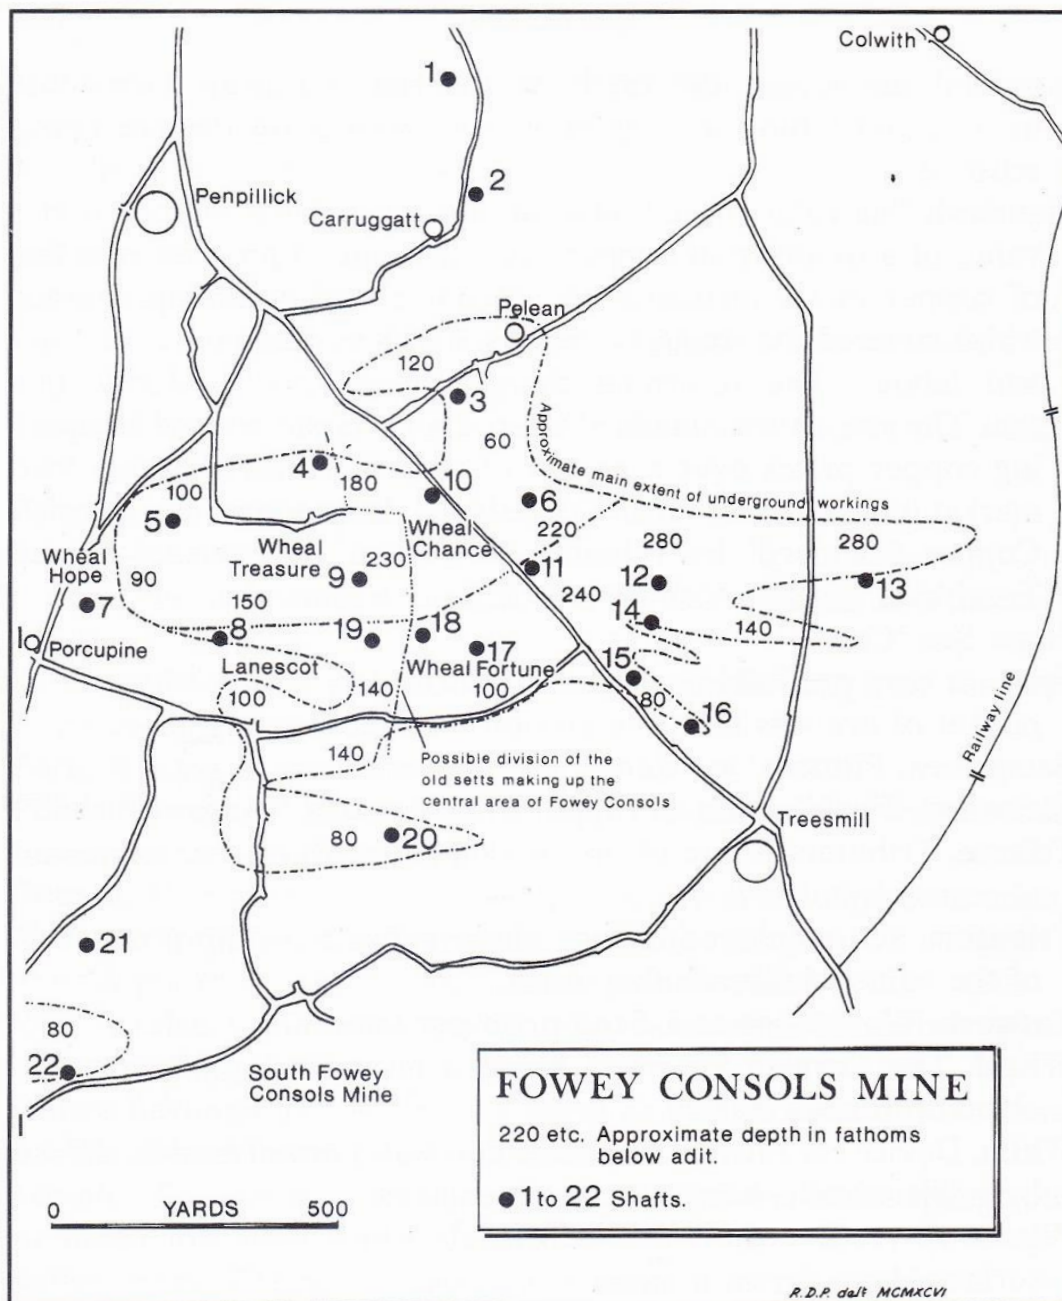 Colwith
1
2
Penpillick
Carruggatt
Pelean
120
3
60
Approximate main extent of underground workings
4
180
10
100
5
6
220
280
280
Wheal
Chance
Wheal
Treasure
Wheal
Hope
90
9
230
11
12
240
13
7
150
14
140
8
19
18
17
Porcupine
Lanescot
Wheal Fortune
15
100
100
140
80
16
140
Possible division of the
old setts making up the
central area of Fowey Consols
Railway line
80
20
Treesmill
21
80
22
South Fowey
Consols Mine
FOWEY CONSOLS MINE
220 etc. Approximate depth in fathoms
below adit.
1 to 22 Shafts.
0 YARDS 500
R.D.P. delt MCMXCVI